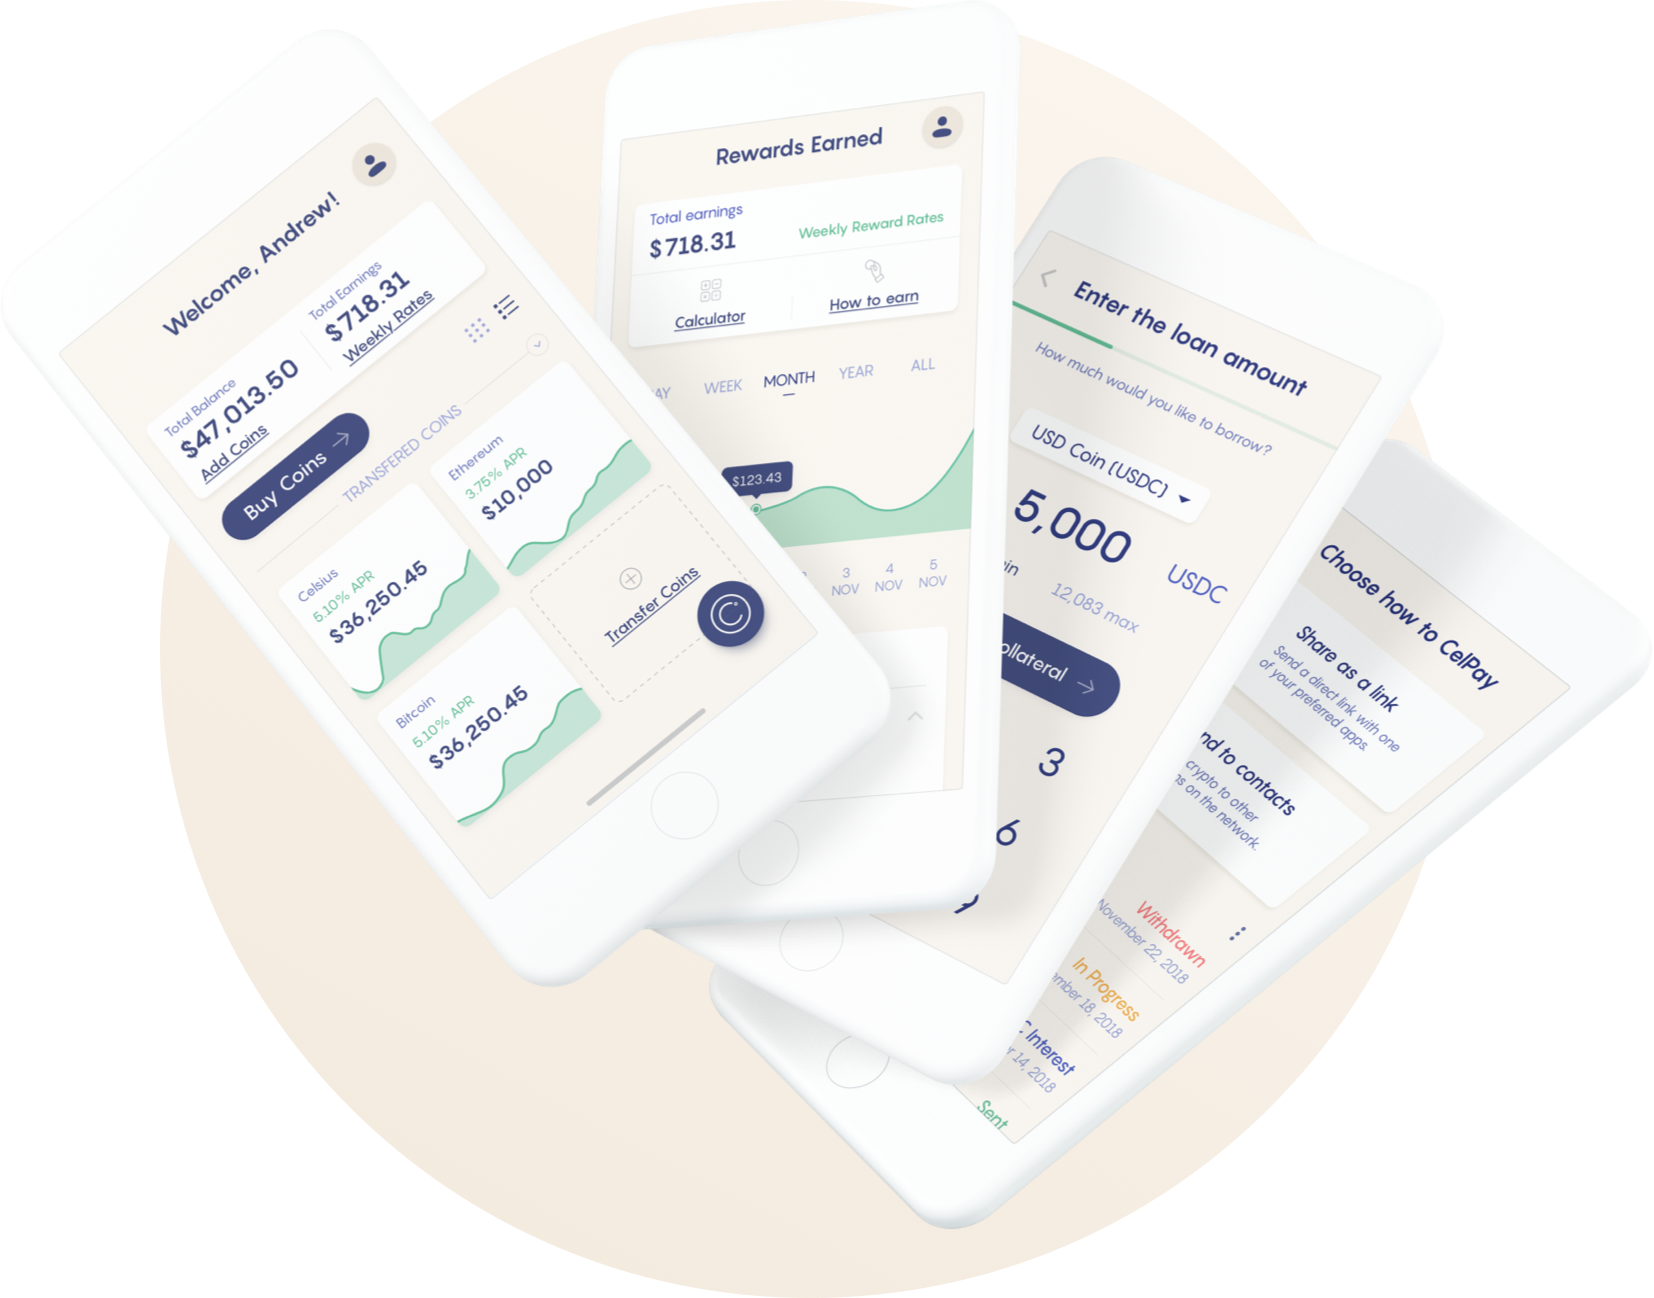 Welcome, Andrew!
Total Balance
$47,013.50
Add Coins
Total Earnings
$718.31
Weekly Rates
Buy Coins
TRANSFERED COINS
Celsius
5.10% APR
$36,250.45
Ethereum
3.75% APR
$10,000
Bitcoin
5.10% APR
$36,250.45
Transfer Coins
Rewards Earned
Total earnings
$718.31
Weekly Reward Rates
Calculator
How to earn
AY WEEK MONTH YEAR ALL
$123.43
3 4 5
NOV NOV NOV
Enter the loan amount
How much would you like to borrow?
USD Coin (USDC)
5,000
USDC
in 12,083 max
ollateral
3
6
Choose how to CelPay
Share as a link
Send a direct link with one
of your preferred apps.
nd to contacts
crypto to other
s on the network.
Withdrawn
November 22, 2018
In Progress
ember 18, 2018
Interest
r 14, 2018
Sent